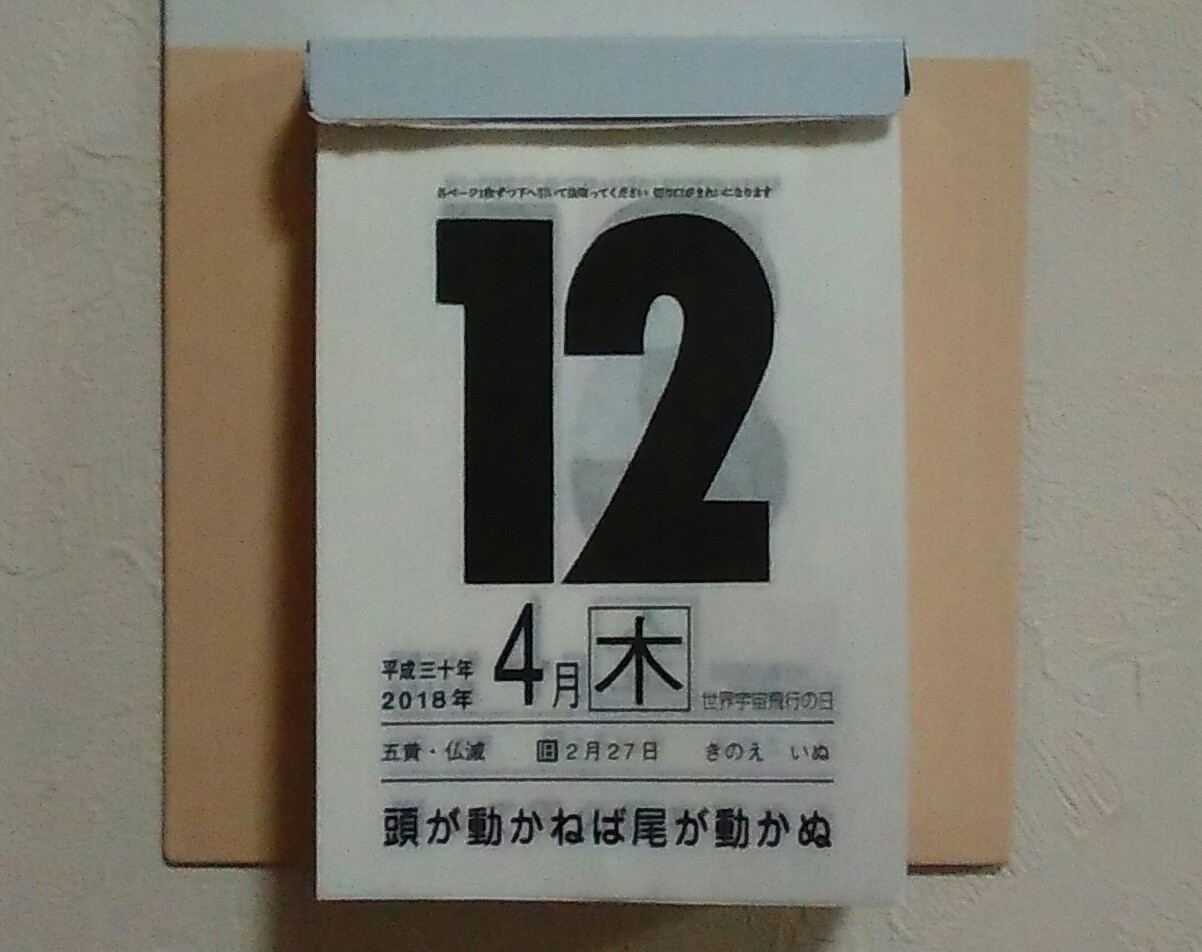 各ページ1枚ずつ下へ引いて抜取ってください 切り口がきれいになります
12
平成三十年
2018年
4月 木 世界宇宙飛行の日
五黄・仏滅 旧2月27日 きのえ いぬ
頭が動かねば尾が動かぬ